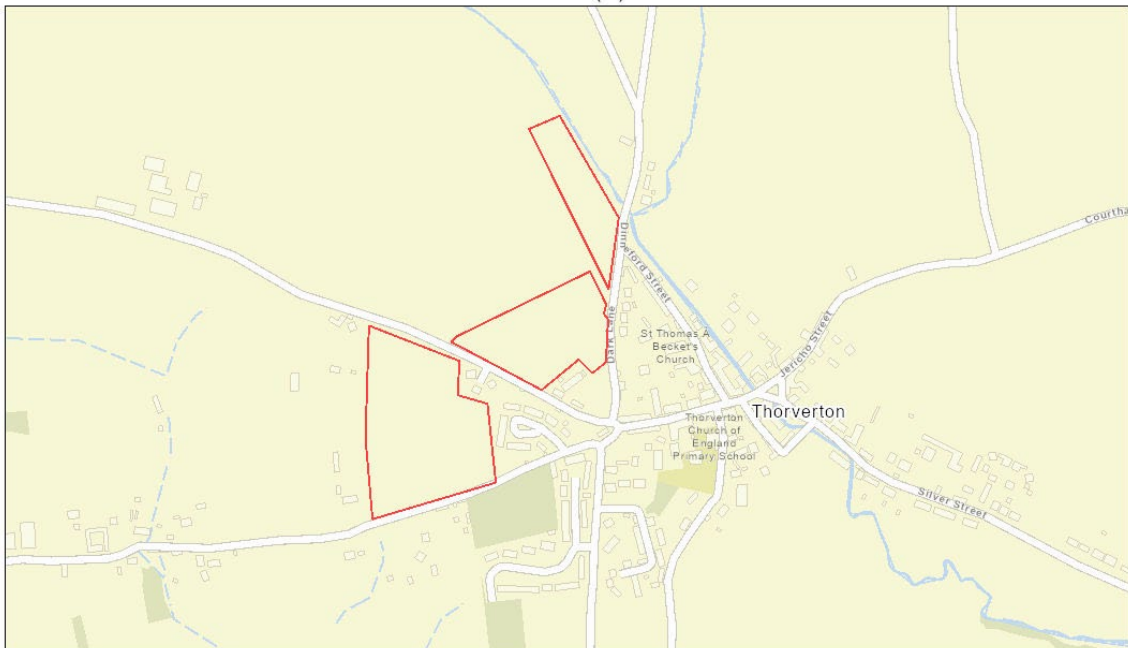 Dinneford Street
Courtha
Dark Lane
St Thomas A
Becket's
Church
Jericho Street
Thorverton
Thorverton
Church of
England
Primary School
Silver Street